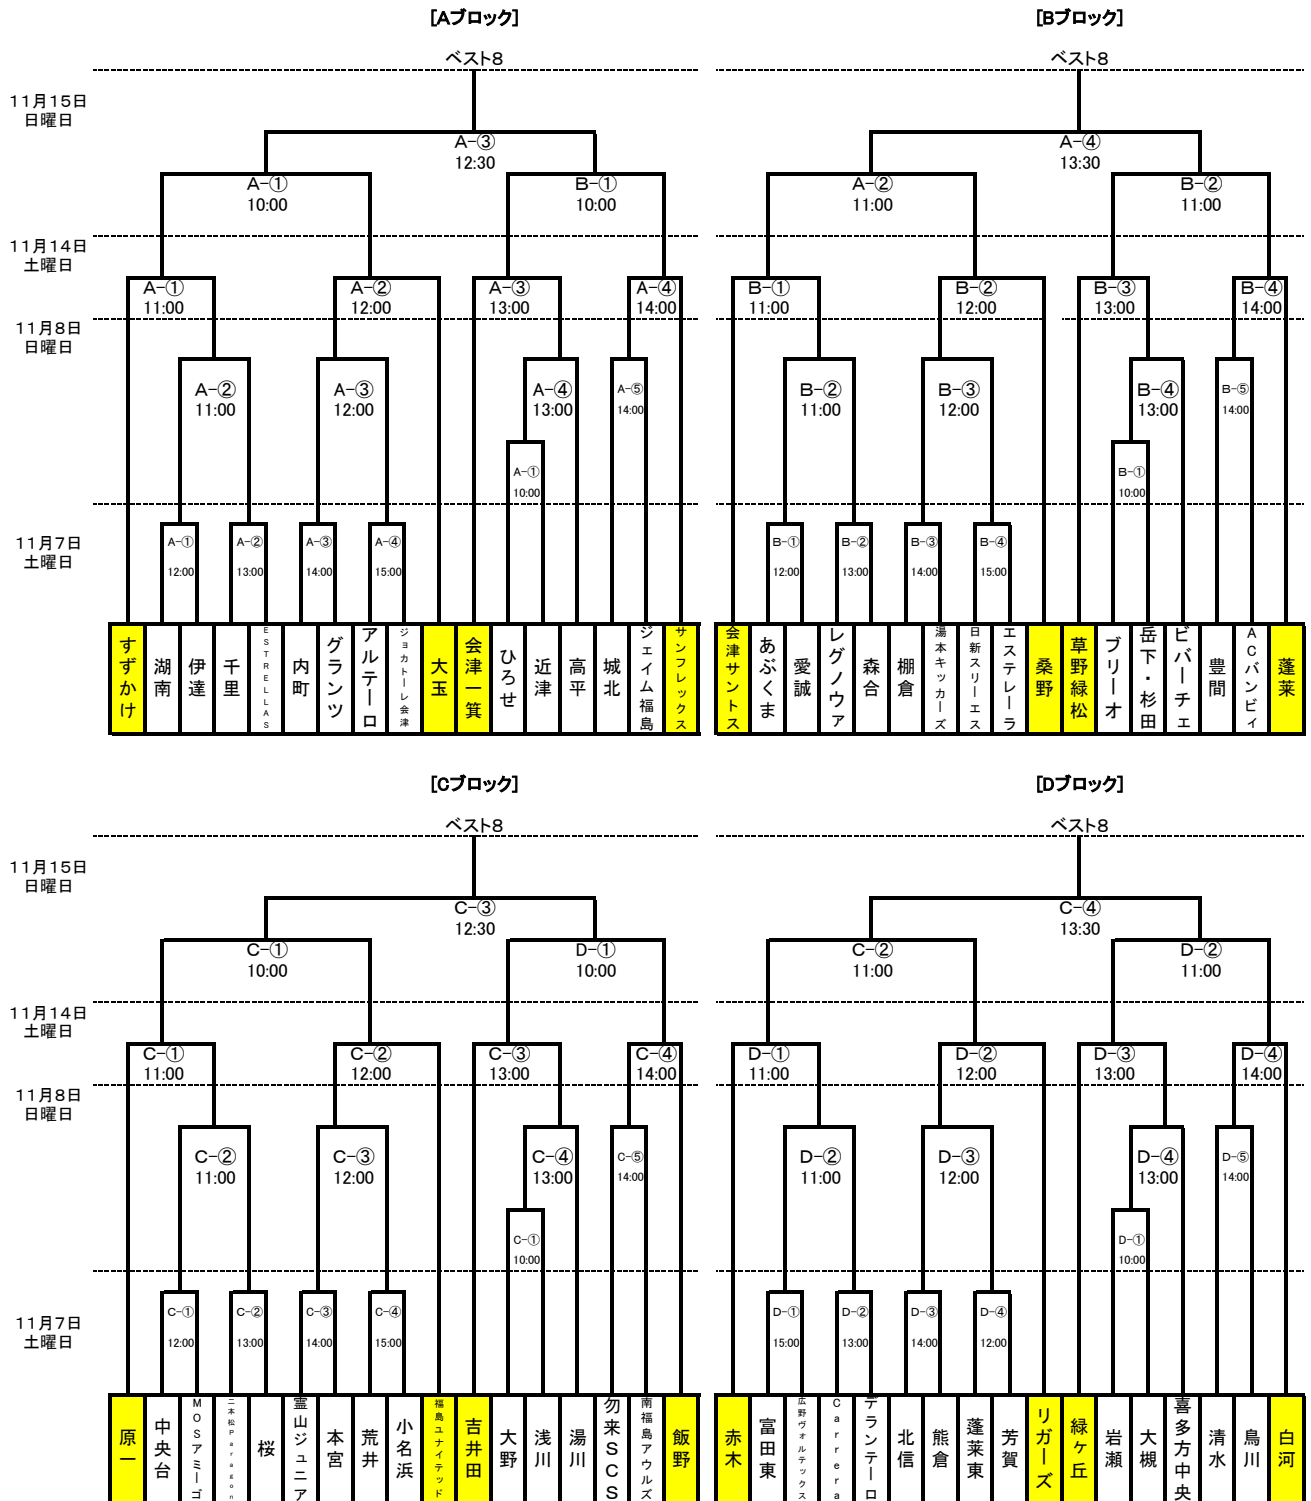 [Aブロック] [Bブロック]
ベスト8 ベスト8
11月15日
日曜日
A-③ A-④
12:30 13:30
A-① B-① A-② B-②
10:00 10:00 11:00 11:00
11月14日
土曜日
A-① A-② A-③ A-④ B-① B-② B-③ B-④
11:00 12:00 13:00 14:00 11:00 12:00 13:00 14:00
11月8日
日曜日
A-② A-③ A-④ A-⑤ B-② B-③ B-④ B-⑤
11:00 12:00 13:00 14:00 11:00 12:00 13:00 14:00
A-① B-①
10:00 10:00
11月7日
土曜日
A-① A-② A-③ A-④ B-① B-② B-③ B-④
12:00 13:00 14:00 15:00 12:00 13:00 14:00 15:00
すずかけ
湖南
伊達
千里
ESTRELLAS
内町
グランツ
アルテーロ
ジョカトーレ会津
大玉
会津一箕
ひろせ
近津
高平
城北
ジェイム福島
サンフレックス
会津サントス
あぶくま
愛誠
レグノウァ
森合
棚倉
湯本キッカーズ
日新スリーエス
エステレーラ
桑野
草野緑松
ブリーオ
岳下・杉田
ビバーチェ
豊間
ACバンビィ
蓬莱
[Cブロック] [Dブロック]
ベスト8 ベスト8
11月15日
日曜日
C-③ C-④
12:30 13:30
C-① D-① C-② D-②
10:00 10:00 11:00 11:00
11月14日
土曜日
C-① C-② C-③ C-④ D-① D-② D-③ D-④
11:00 12:00 13:00 14:00 11:00 12:00 13:00 14:00
11月8日
日曜日
C-② C-③ C-④ C-⑤ D-② D-③ D-④ D-⑤
11:00 12:00 13:00 14:00 11:00 12:00 13:00 14:00
C-① D-①
10:00 10:00
11月7日
土曜日
C-① C-② C-③ C-④ D-① D-② D-③ D-④
12:00 13:00 14:00 15:00 15:00 13:00 14:00 12:00
原一
中央台
MOSアミーゴ
二本松Paragon
桜
霊山ジュニア
本宮
荒井
小名浜
福島ユナイテッド
吉井田
大野
浅川
湯川
勿来SCS
南福島アウルズ
飯野
赤木
富田東
広野ヴォルテックス
Carrera
デランテーロ
北信
熊倉
蓬莱東
芳賀
リガーズ
緑ヶ丘
岩瀬
大槻
喜多方中央
清水
鳥川
白河